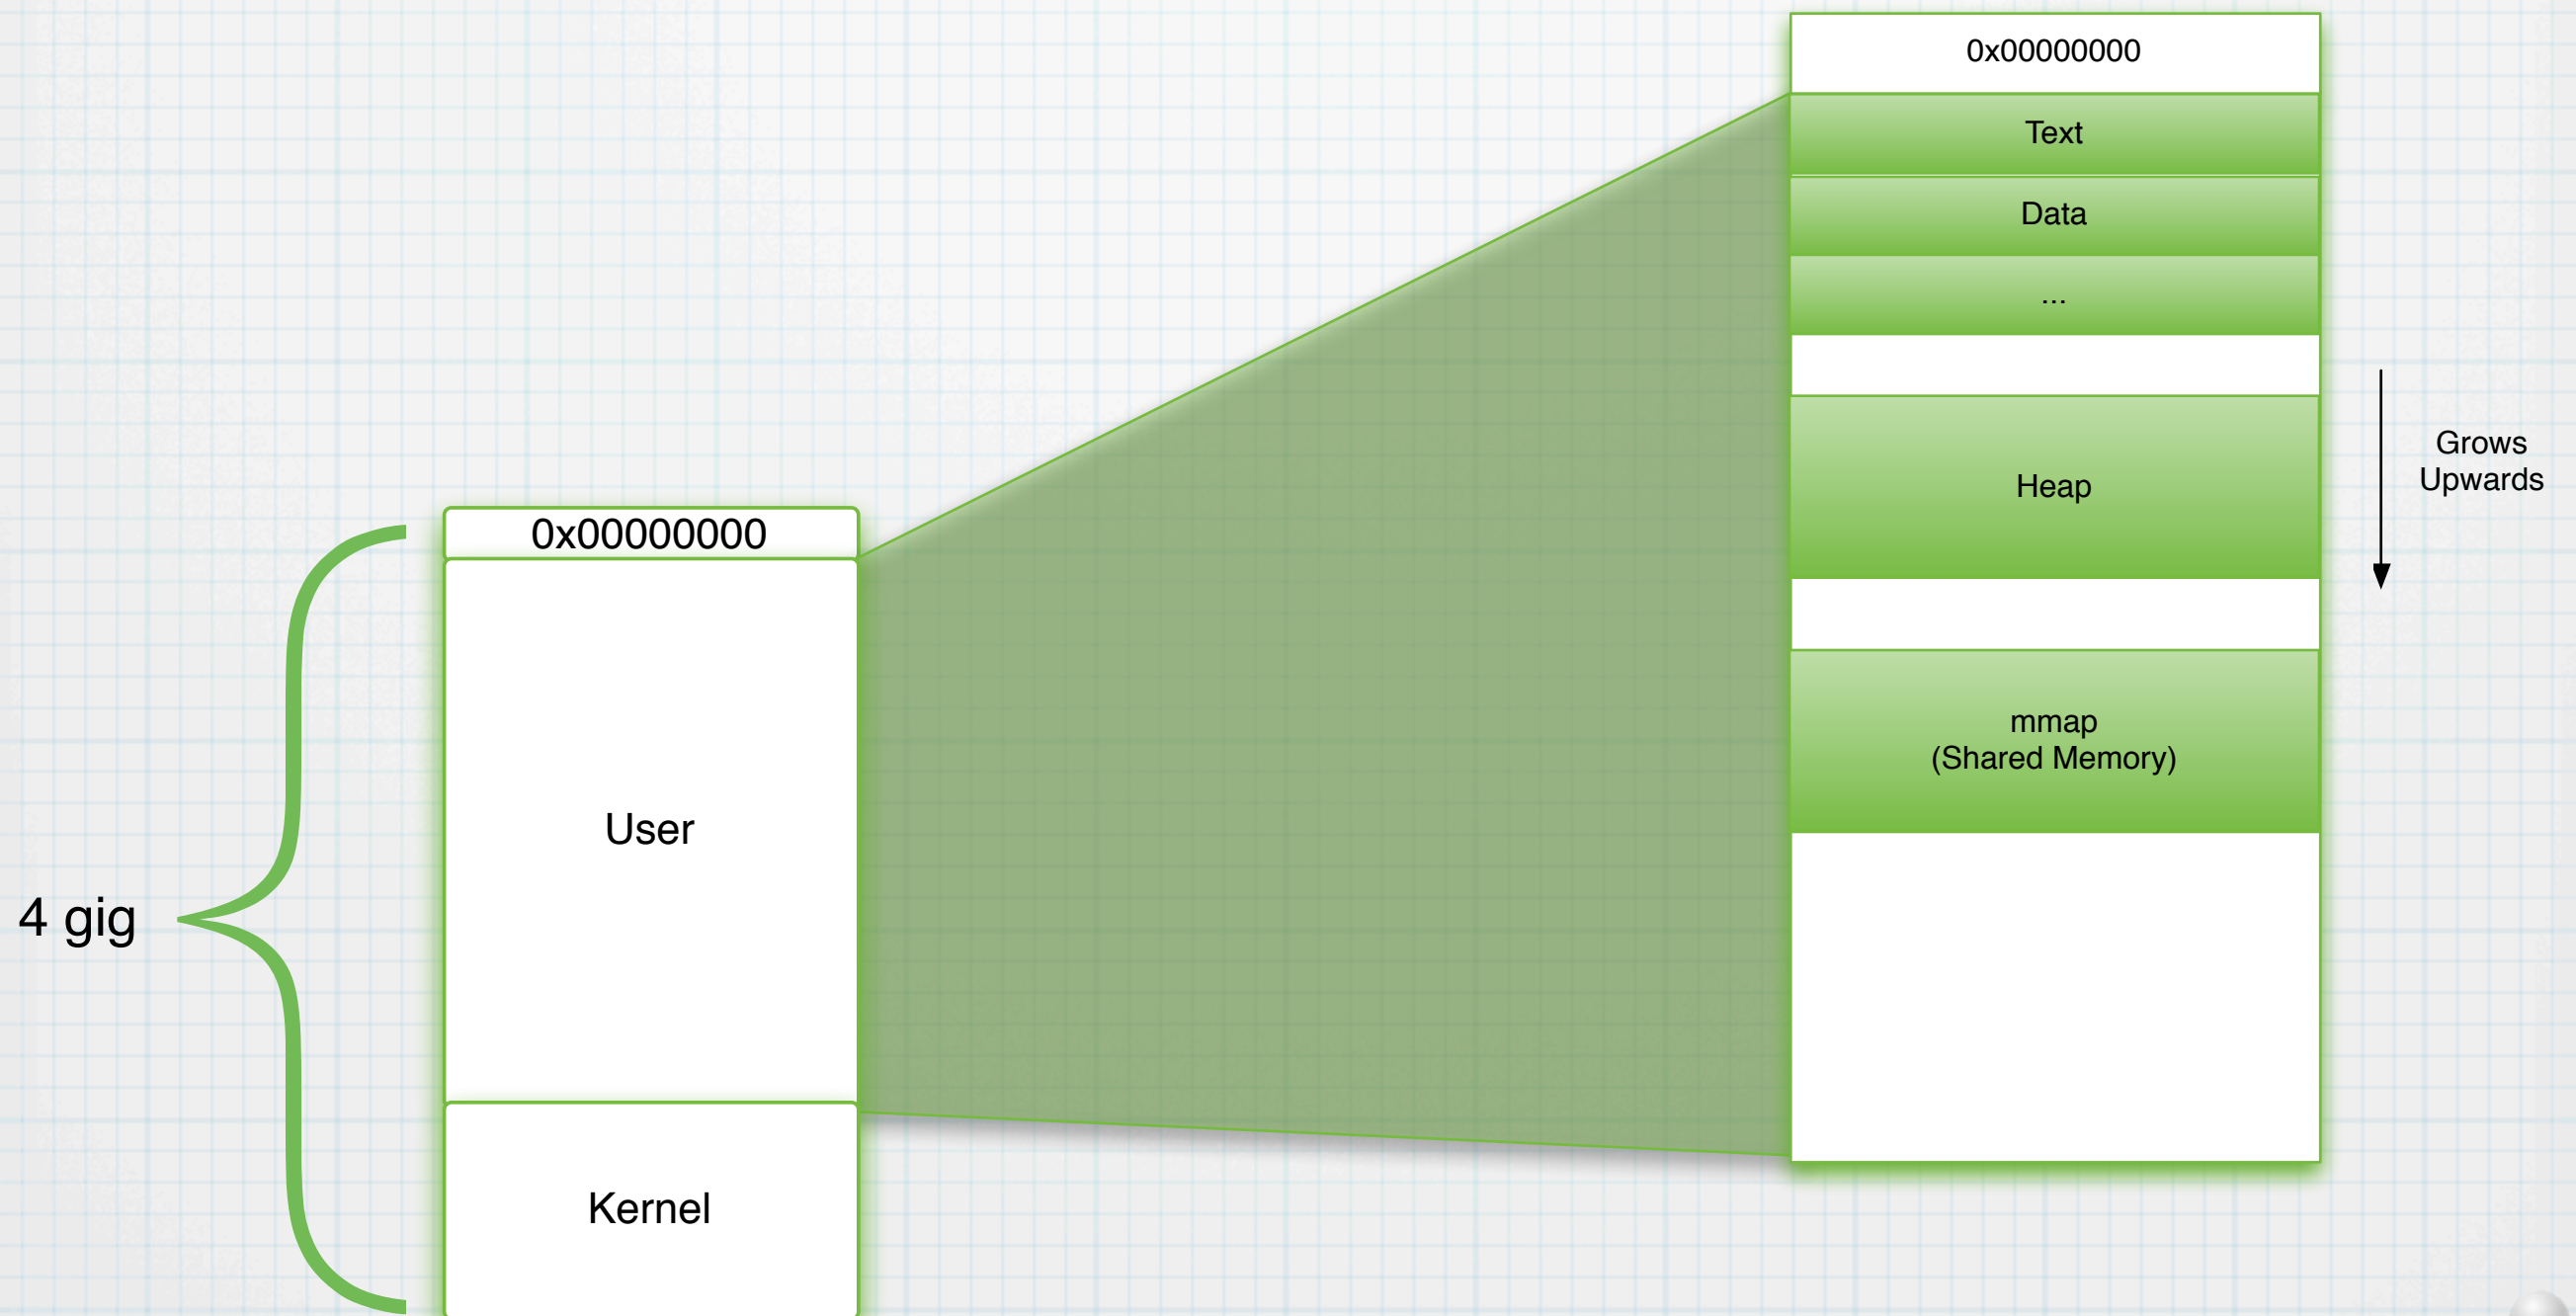 4 gig
0x00000000
User
Kernel
0x00000000
Text
Data
...
Heap
mmap
(Shared Memory)
Grows
Upwards